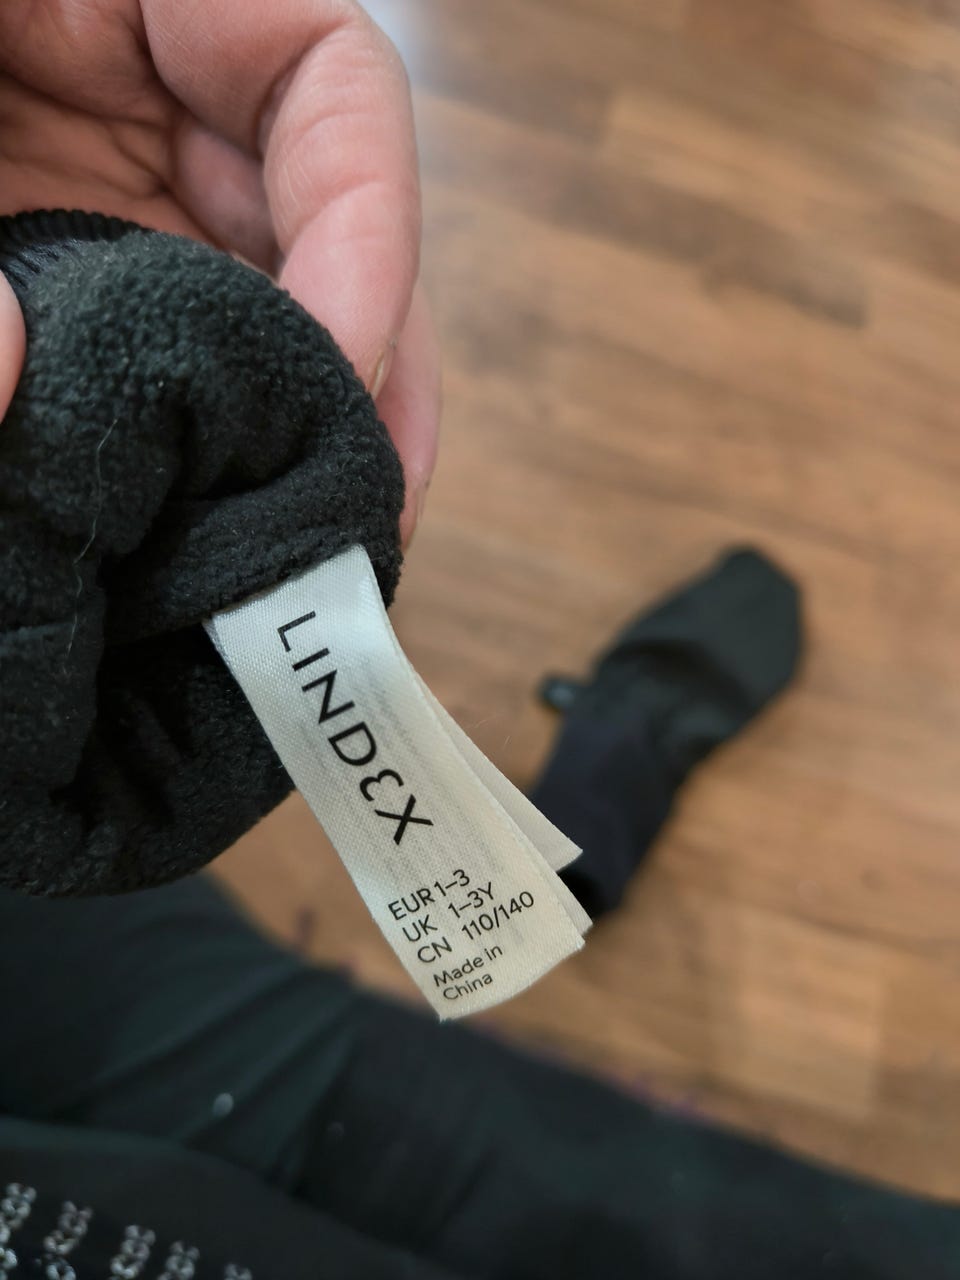 LINDEX
EUR 1–3
UK 1–3Y
CN 110/140
Made in
China